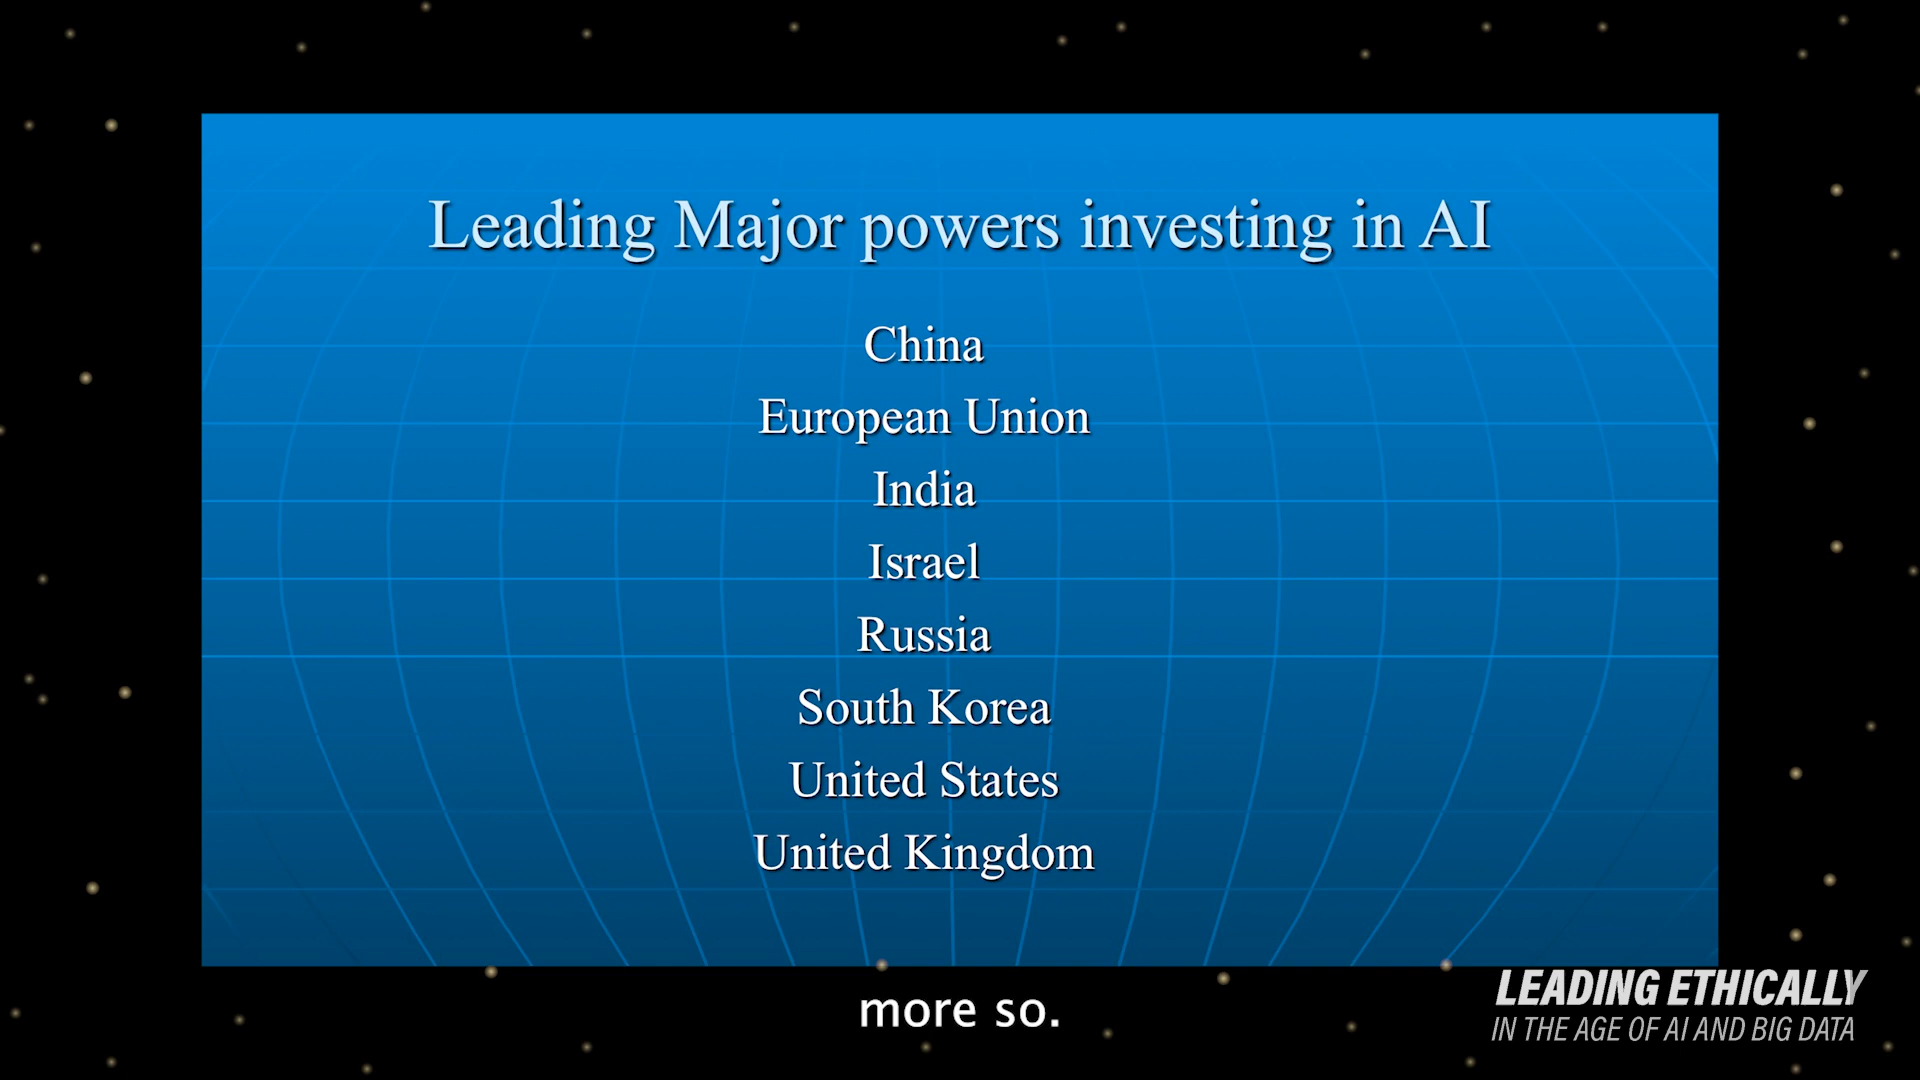 Leading Major powers investing in AI
China
European Union
India
Israel
Russia
South Korea
United States
United Kingdom
more so.
LEADING ETHICALLY
IN THE AGE OF AI AND BIG DATA